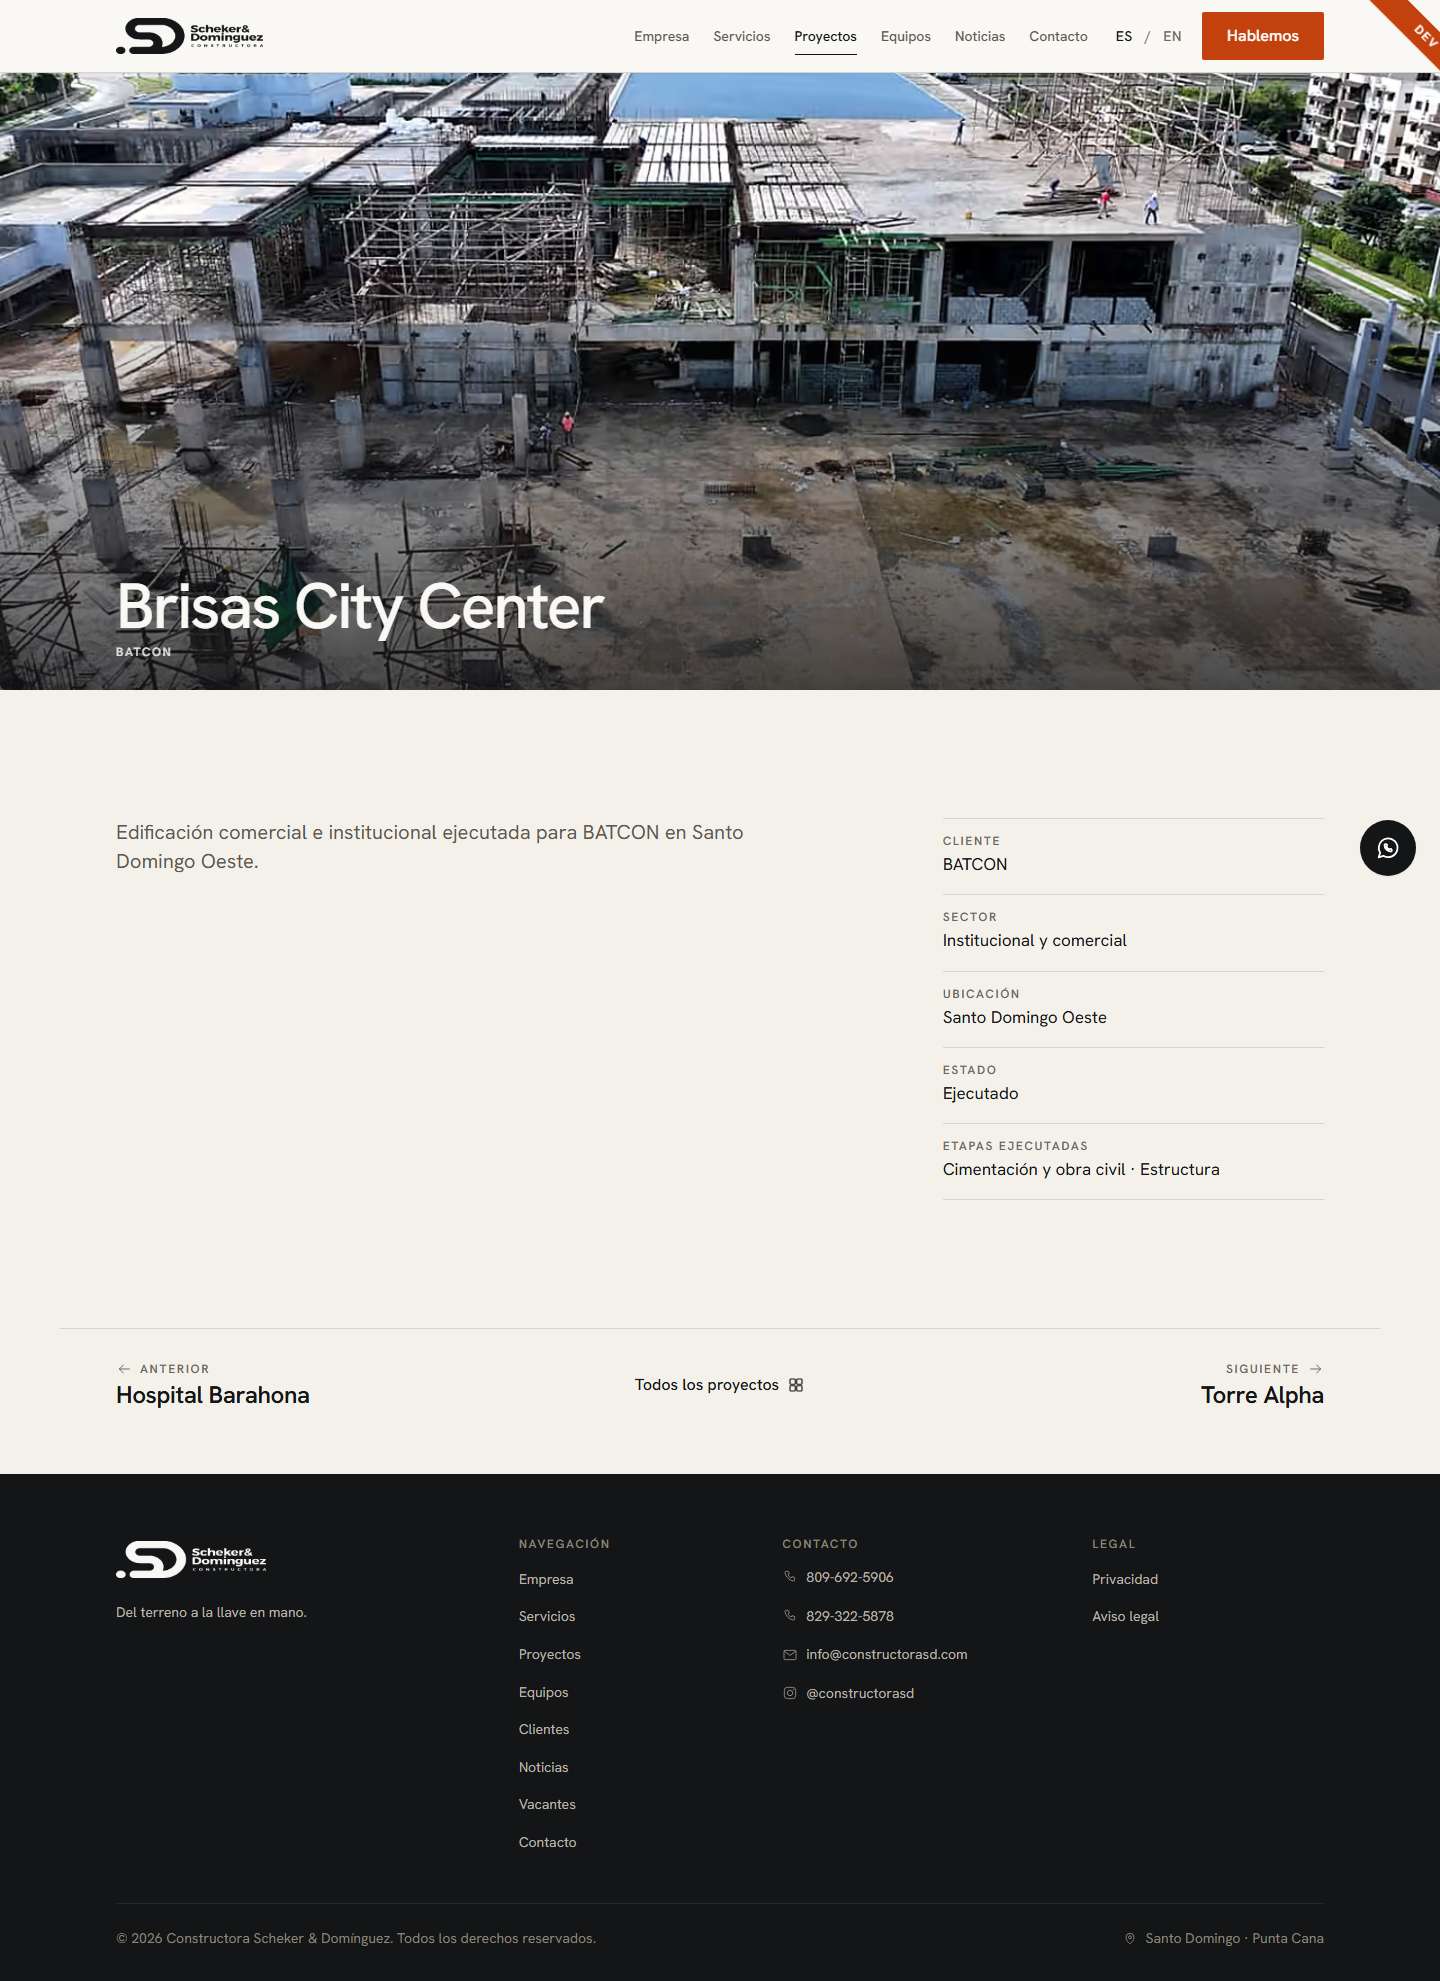 Scheker&
Domínguez
CONSTRUCTORA
Empresa
Servicios
Proyectos
Equipos
Noticias
Contacto
ES / EN
Hablemos
DEV
Brisas City Center
BATCON
Edificación comercial e institucional ejecutada para BATCON en Santo
Domingo Oeste.
CLIENTE
BATCON
SECTOR
Institucional y comercial
UBICACIÓN
Santo Domingo Oeste
ESTADO
Ejecutado
ETAPAS EJECUTADAS
Cimentación y obra civil · Estructura
← ANTERIOR
Hospital Barahona
Todos los proyectos
SIGUIENTE →
Torre Alpha
Scheker&
Domínguez
CONSTRUCTORA
Del terreno a la llave en mano.
NAVEGACIÓN
Empresa
Servicios
Proyectos
Equipos
Clientes
Noticias
Vacantes
Contacto
CONTACTO
809-692-5906
829-322-5878
info@constructorasd.com
@constructorasd
LEGAL
Privacidad
Aviso legal
© 2026 Constructora Scheker & Domínguez. Todos los derechos reservados.
Santo Domingo · Punta Cana